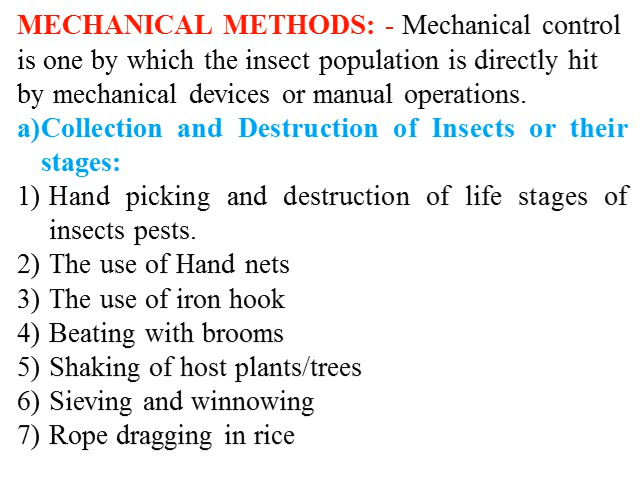 MECHANICAL METHODS: - Mechanical control
is one by which the insect population is directly hit
by mechanical devices or manual operations.
a)Collection and Destruction of Insects or their
stages:
1) Hand picking and destruction of life stages of
insects pests.
2) The use of Hand nets
3) The use of iron hook
4) Beating with brooms
5) Shaking of host plants/trees
6) Sieving and winnowing
7) Rope dragging in rice